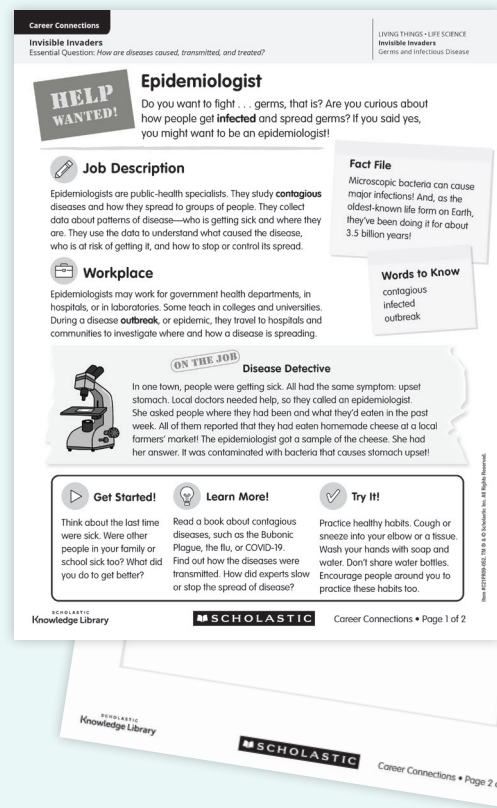 Career Connections
Invisible Invaders
Essential Question: How are diseases caused, transmitted, and treated?
LIVING THINGS • LIFE SCIENCE
Invisible Invaders
Germs and Infectious Disease
HELP
WANTED!
Epidemiologist
Do you want to fight . . . germs, that is? Are you curious about
how people get infected and spread germs? If you said yes,
you might want to be an epidemiologist!
Job Description
Epidemiologists are public-health specialists. They study contagious
diseases and how they spread to groups of people. They collect
data about patterns of disease—who is getting sick and where they
are. They use the data to understand what caused the disease,
who is at risk of getting it, and how to stop or control its spread.
Fact File
Microscopic bacteria can cause
major infections! And, as the
oldest-known life form on Earth,
they've been doing it for about
3.5 billion years!
Workplace
Epidemiologists may work for government health departments, in
hospitals, or in laboratories. Some teach in colleges and universities.
During a disease outbreak, or epidemic, they travel to hospitals and
communities to investigate where and how a disease is spreading.
Words to Know
contagious
infected
outbreak
ON THE JOB
Disease Detective
In one town, people were getting sick. All had the same symptom: upset
stomach. Local doctors needed help, so they called an epidemiologist.
She asked people where they had been and what they'd eaten in the past
week. All of them reported that they had eaten homemade cheese at a local
farmers' market! The epidemiologist got a sample of the cheese. She had
her answer. It was contaminated with bacteria that causes stomach upset!
Get Started!
Think about the last time
were sick. Were other
people in your family or
school sick too? What did
you do to get better?
Learn More!
Read a book about contagious
diseases, such as the Bubonic
Plague, the flu, or COVID-19.
Find out how the diseases were
transmitted. How did experts slow
or stop the spread of disease?
Try It!
Practice healthy habits. Cough or
sneeze into your elbow or a tissue.
Wash your hands with soap and
water. Don't share water bottles.
Encourage people around you to
practice these habits too.
SCHOLASTIC
Knowledge Library
SCHOLASTIC
Career Connections • Page 1 of 2
SCHOLASTIC
Knowledge Library
SCHOLASTIC
Career Connections • Page 2